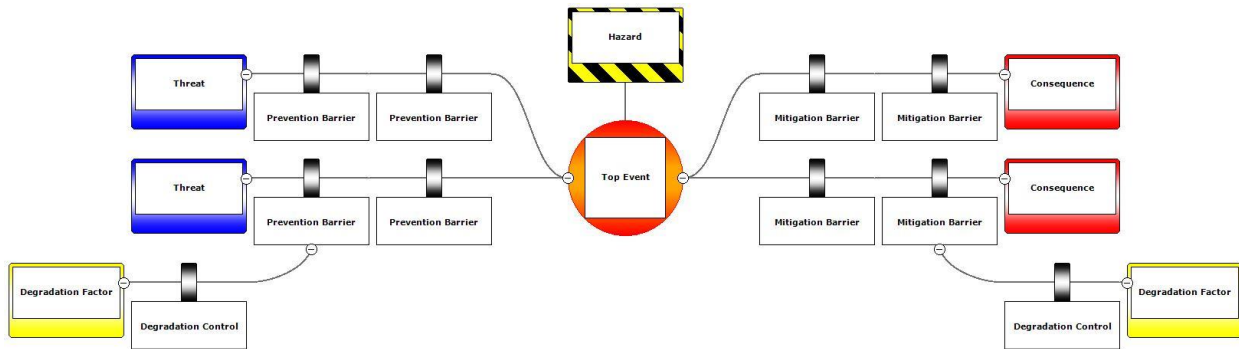 Hazard
Threat
Consequence
Prevention Barrier
Prevention Barrier
Mitigation Barrier
Mitigation Barrier
Threat
Top Event
Consequence
Prevention Barrier
Prevention Barrier
Mitigation Barrier
Mitigation Barrier
Degradation Factor
Degradation Factor
Degradation Control
Degradation Control